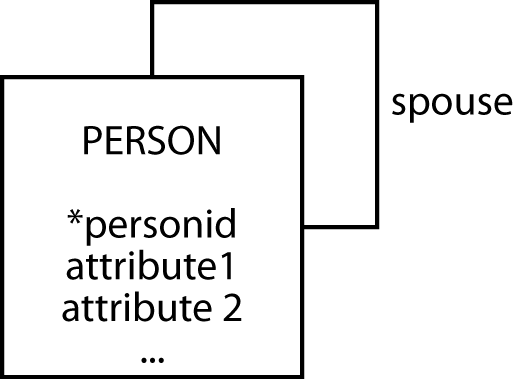 PERSON
spouse
*personid
attribute1
attribute 2
...